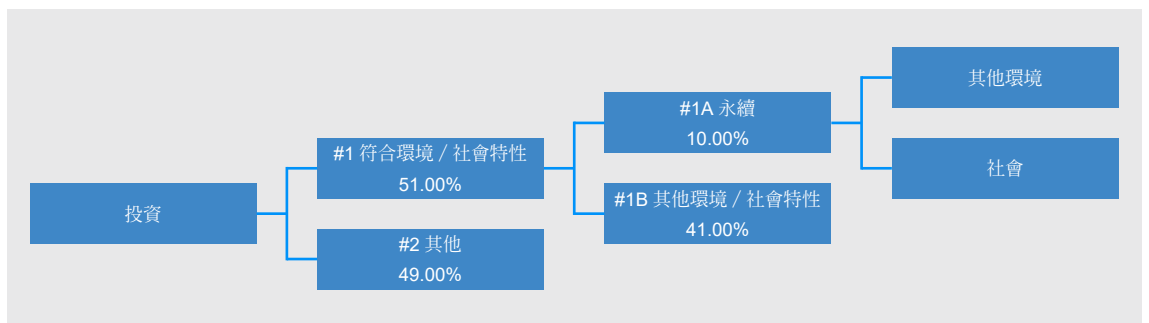 投資
#1 符合環境 / 社會特性
51.00%
#2 其他
49.00%
#1A 永續
10.00%
#1B 其他環境 / 社會特性
41.00%
其他環境
社會